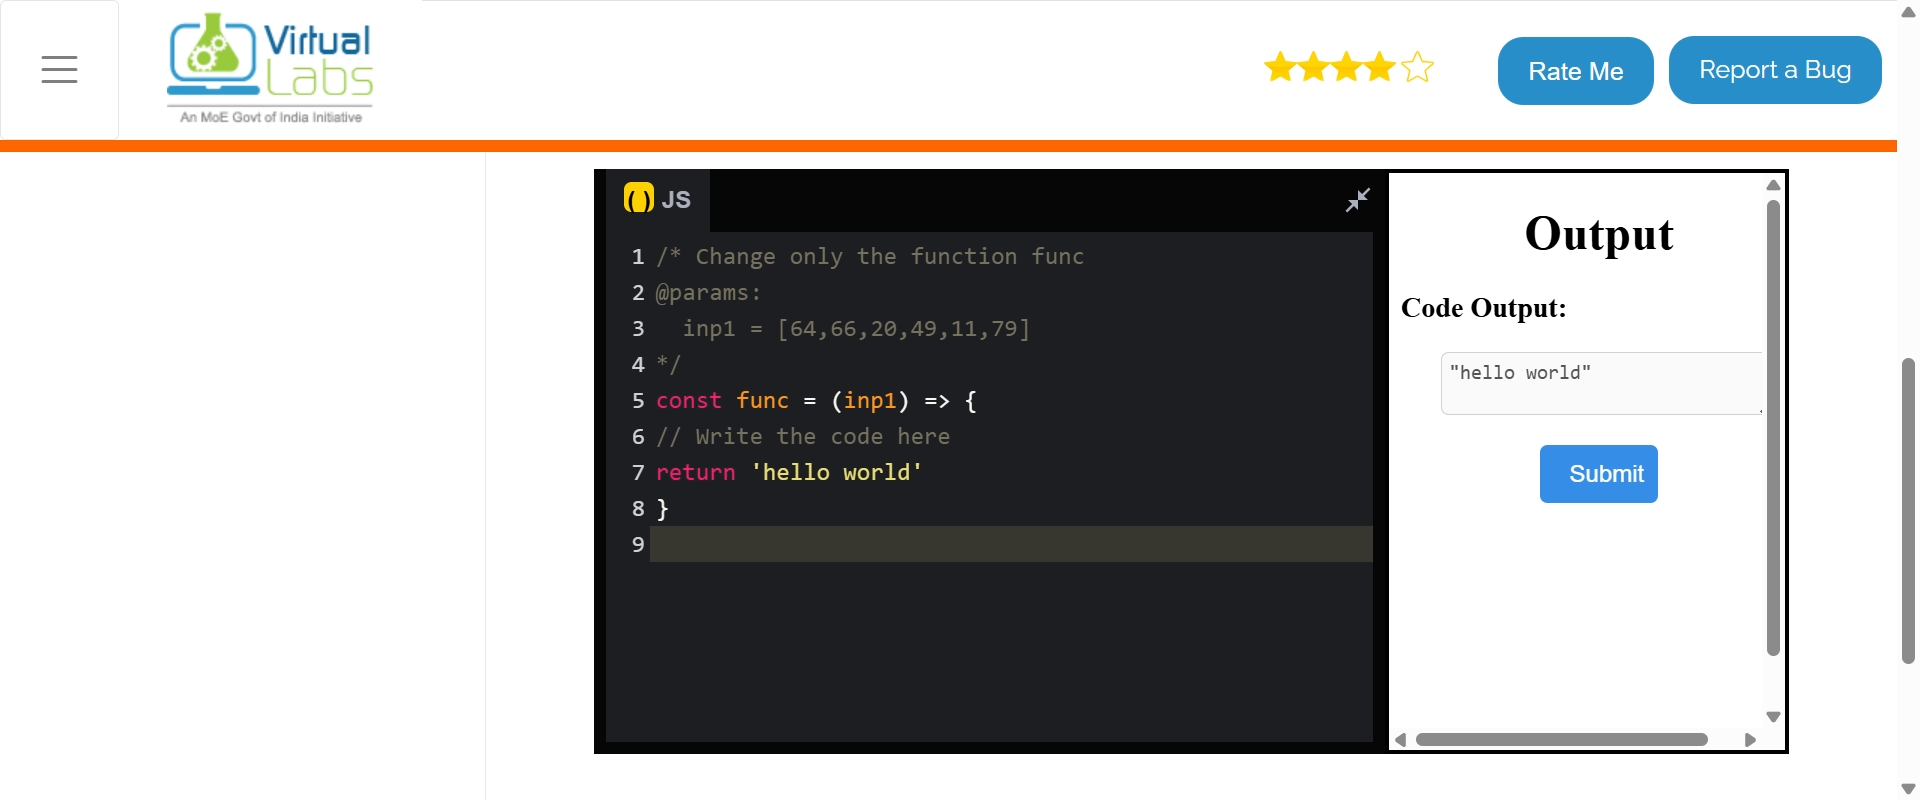 Virtual
Labs
An MoE Govt of India Initiative
Rate Me
Report a Bug
() JS
1 /* Change only the function func
2 @params:
3   inp1 = [64,66,20,49,11,79]
4 */
5 const func = (inp1) => {
6 // Write the code here
7 return 'hello world'
8 }
9
Output
Code Output:
"hello world"
Submit